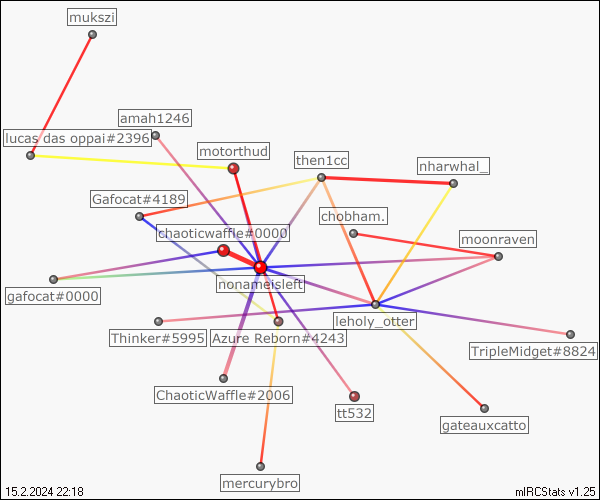 mukszi
amah1246
lucas das oppai#2396
motorthud
then1cc
nharwhal_
Gafocat#4189
chobham.
chaoticwaffle#0000
moonraven
nonameisleft
gafocat#0000
leholy_otter
Thinker#5995
Azure Reborn#4243
TripleMidget#8824
ChaoticWaffle#2006
tt532
gateauxcatto
mercurybro
15.2.2024 22:18
mIRCStats v1.25